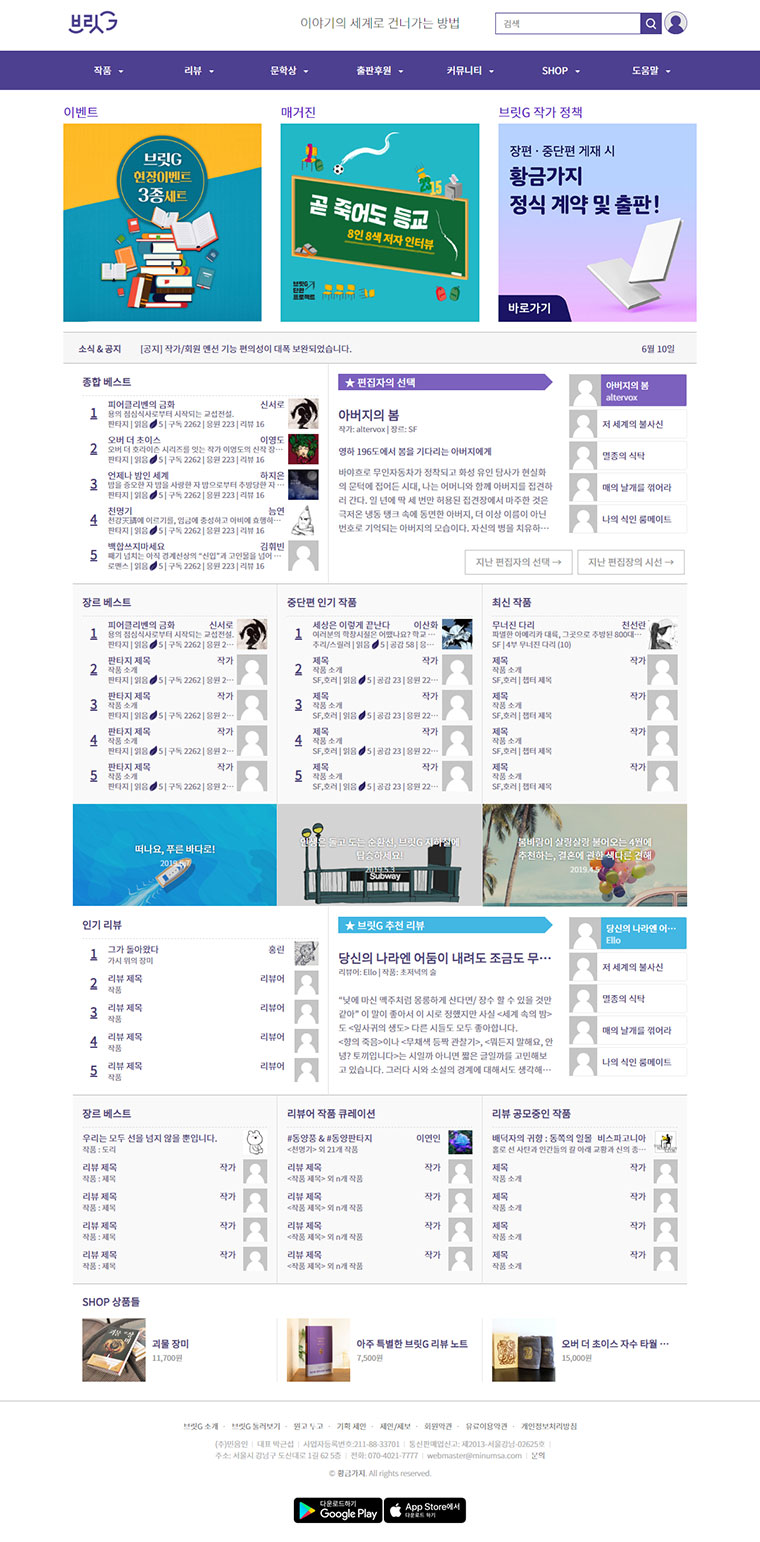 브릿G
이야기의 세계로 건너가는 방법
검색
작품
리뷰
문학상
출판후원
커뮤니티
SHOP
도움말
이벤트
매거진
브릿G 작가 정책
브릿G
현장이벤트
3종세트
곧 죽어도 등교
8인 8색 저자 인터뷰
장편 · 중단편 게재 시
황금가지
정식 계약 및 출판!
바로가기
소식 & 공지
[공지] 작가/회원 멘션 기능 편의성이 대폭 보완되었습니다.
6월 10일
종합 베스트
1 피어클리벤의 금화 신서로
용의 점심식사로부터 시작되는 교섭전설.
판타지 | 읽음 5 | 구독 2262 | 응원 223 | 리뷰 16
2 오버 더 초이스 이영도
오버 더 호라이슨 시리즈를 잇는 작가 이영도의 신작 장…
판타지 | 읽음 5 | 구독 2262 | 응원 223 | 리뷰 16
3 언제나 밤인 세계 하지은
밤을 증오한 자 밤을 사랑한 자 밤으로부터 추방당한 자 …
판타지 | 읽음 5 | 구독 2262 | 응원 223 | 리뷰 16
4 천명기 늠연
판타지 | 읽음 5 | 구독 2262 | 응원 223 | 리뷰 16
5 백합쓰지마세요 김휘빈
패기 넘치는 아직 경계선상의 “신입”과 고인물을 넘어 …
로맨스 | 읽음 5 | 구독 2262 | 응원 223 | 리뷰 16
★ 편집자의 선택
아버지의 봄
작가: altervox | 장르: SF
영하 196도에서 봄을 기다리는 아버지에게
바야흐로 무인자동차가 정착되고 화성 유인 탐사가 현실화
의 문턱에 접어든 시대, 나는 어머니와 함께 아버지를 접견하
러 간다. 일 년에 딱 세 번만 허용된 접견장에서 마주한 것은
극저온 냉동 탱크 속에 동면한 아버지, 더 이상 이름이 아닌
번호로 기억되는 아버지의 모습이다. 자신의 병을 치유하…
아버지의 봄
altervox
저 세계의 불사신
멸종의 식탁
매의 날개를 꺾어라
나의 식인 룸메이트
지난 편집자의 선택 →
지난 편집장의 시선 →
장르 베스트
1 피어클리벤의 금화 신서로
용의 점심식사로부터 시작되는 교섭전설.
판타지 | 읽음 5 | 구독 2262 | 응원 2…
2 판타지 제목 작가
작품 소개
판타지 | 읽음 5 | 구독 2262 | 응원 2…
3 판타지 제목 작가
작품 소개
판타지 | 읽음 5 | 구독 2262 | 응원 2…
4 판타지 제목 작가
작품 소개
판타지 | 읽음 5 | 구독 2262 | 응원 2…
5 판타지 제목 작가
작품 소개
판타지 | 읽음 5 | 구독 2262 | 응원 2…
중단편 인기 작품
1 세상은 이렇게 끝난다 이산화
여러분의 학창시절은 어땠나요? 학교 …
추리/스릴러 | 읽음 5 | 공감 58 | 응…
2 제목 작가
작품 소개
SF,호러 | 읽음 5 | 공감 23 | 응원 22…
3 제목 작가
작품 소개
SF,호러 | 읽음 5 | 공감 23 | 응원 22…
4 제목 작가
작품 소개
SF,호러 | 읽음 5 | 공감 23 | 응원 22…
5 제목 작가
작품 소개
SF,호러 | 읽음 5 | 공감 23 | 응원 22…
최신 작품
무너진 다리 천선란
파멸한 아메리카 대륙, 그곳으로 추방된 800대…
SF | 4부 무너진 다리 (10)
제목 작가
작품 소개
SF,호러 | 챕터 제목
제목 작가
작품 소개
SF,호러 | 챕터 제목
제목 작가
작품 소개
SF,호러 | 챕터 제목
제목 작가
작품 소개
SF,호러 | 챕터 제목
떠나요, 푸른 바다로!
인생은 돌고 도는 순환선, 브릿G 지하철에
탑승하세요!
2019.5.3
Subway
봄바람이 살랑살랑 불어오는 4월에
추천하는, 결혼에 관한 색다른 견해
인기 리뷰
1 그가 돌아왔다 홍린
가시 위의 장미
2 리뷰 제목 리뷰어
작품
3 리뷰 제목 리뷰어
작품
4 리뷰 제목 리뷰어
작품
5 리뷰 제목 리뷰어
작품
★ 브릿G 추천 리뷰
당신의 나라엔 어둠이 내려도 조금도 무…
리뷰어: Ello | 작품: 초저녁의 술
“낮에 마신 맥주처럼 몽롱하게 산다면/ 장수 할 수 있을 것만
같아” 이 말이 좋아서 이 시로 정했지만 사실 <세계 속의 밤>
도 <잎사귀의 생도> 다른 시들도 모두 좋아합니다.
<향의 죽음>이나 <무채색 등짝 관찰기>, <뭐든지 말해요, 안
녕? 토끼입니다>는 시일까 아니면 짧은 글일까를 고민해보
고 있습니다. 그러다 시와 소설의 경계에 대해서도 생각해…
당신의 나라엔 어…
Ello
저 세계의 불사신
멸종의 식탁
매의 날개를 꺾어라
나의 식인 룸메이트
장르 베스트
우리는 모두 선을 넘지 않을 뿐입니다.
작품 : 도리
리뷰 제목 작가
작품 : 제목
리뷰 제목 작가
작품 : 제목
리뷰 제목 작가
작품 : 제목
리뷰 제목 작가
작품 : 제목
리뷰어 작품 큐레이션
#동양풍 & #동양판타지 이연인
<천명기> 외 21개 작품
리뷰 제목 작가
<작품 제목> 외 n개 작품
리뷰 제목 작가
<작품 제목> 외 n개 작품
리뷰 제목 작가
<작품 제목> 외 n개 작품
리뷰 제목 작가
<작품 제목> 외 n개 작품
리뷰 공모중인 작품
배덕자의 귀향 : 동쪽의 일몰 비스파고니아
홀로 선 사탄과 인간들의 칼 아래 교황과 신의 종…
제목 작가
작품 소개
제목 작가
작품 소개
제목 작가
작품 소개
제목 작가
작품 소개
SHOP 상품들
괴물 장미
11,700원
아주 특별한 브릿G 리뷰 노트
7,500원
오버 더 초이스 자수 타월 …
15,000원
브릿G 소개 · 브릿G 둘러보기 · 원고 투고 · 기획 제안 · 제안/제보 · 회원약관 · 유료이용약관 · 개인정보처리방침
(주)민음인 | 대표 박근섭 | 사업자등록번호:211-88-33701 | 통신판매업신고: 제2013-서울강남-02625호 |
주소: 서울시 강남구 도산대로 1길 62 5층 | 전화: 070-4021-7777 | webmaster@minumsa.com | 문의
© 황금가지. All rights reserved.
다운로드하기
Google Play
App Store에서
다운로드 하기